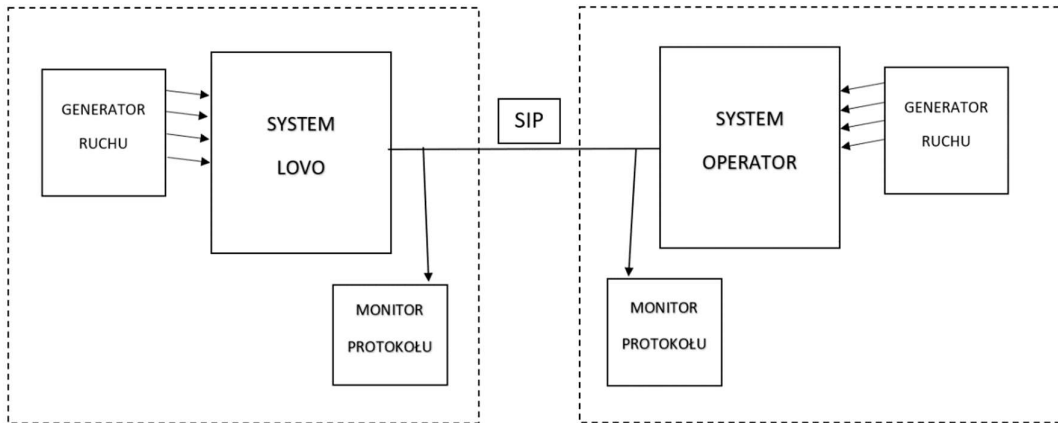 GENERATOR
RUCHU
SYSTEM
LOVO
SIP
SYSTEM
OPERATOR
GENERATOR
RUCHU
MONITOR
PROTOKOŁU
MONITOR
PROTOKOŁU